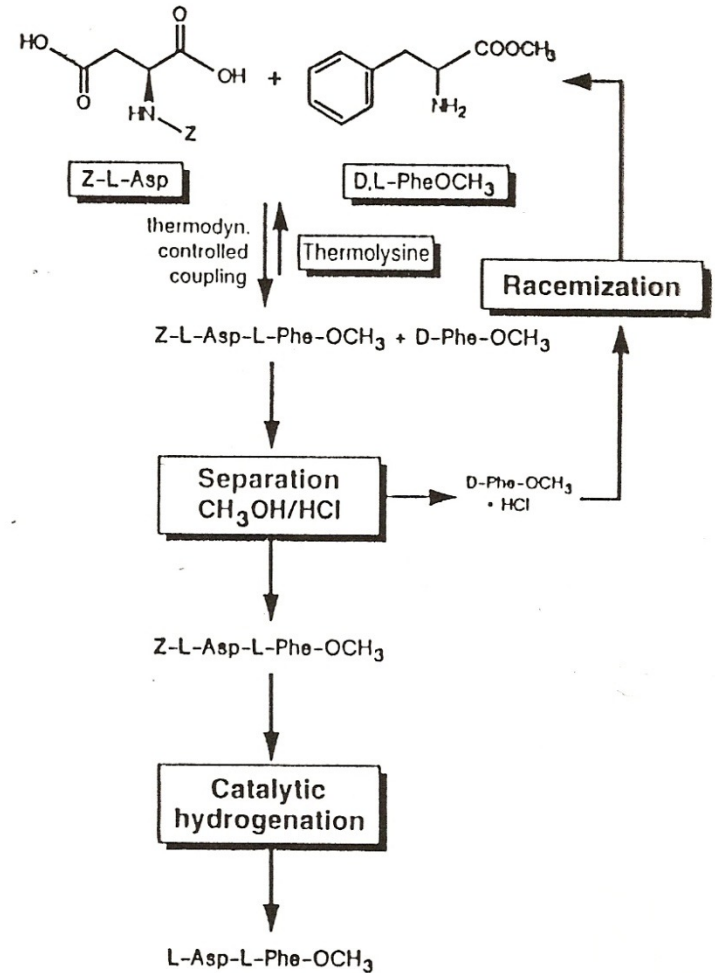 HO
O
O
OH
HN
Z
+
COOCH₃
NH₂
Z-L-Asp
D,L-PheOCH₃
thermodyn.
controlled
coupling
Thermolysine
Racemization
Z-L-Asp-L-Phe-OCH₃ + D-Phe-OCH₃
Separation
CH₃OH/HCl
D-Phe-OCH₃
• HCl
Z-L-Asp-L-Phe-OCH₃
Catalytic
hydrogenation
L-Asp-L-Phe-OCH₃